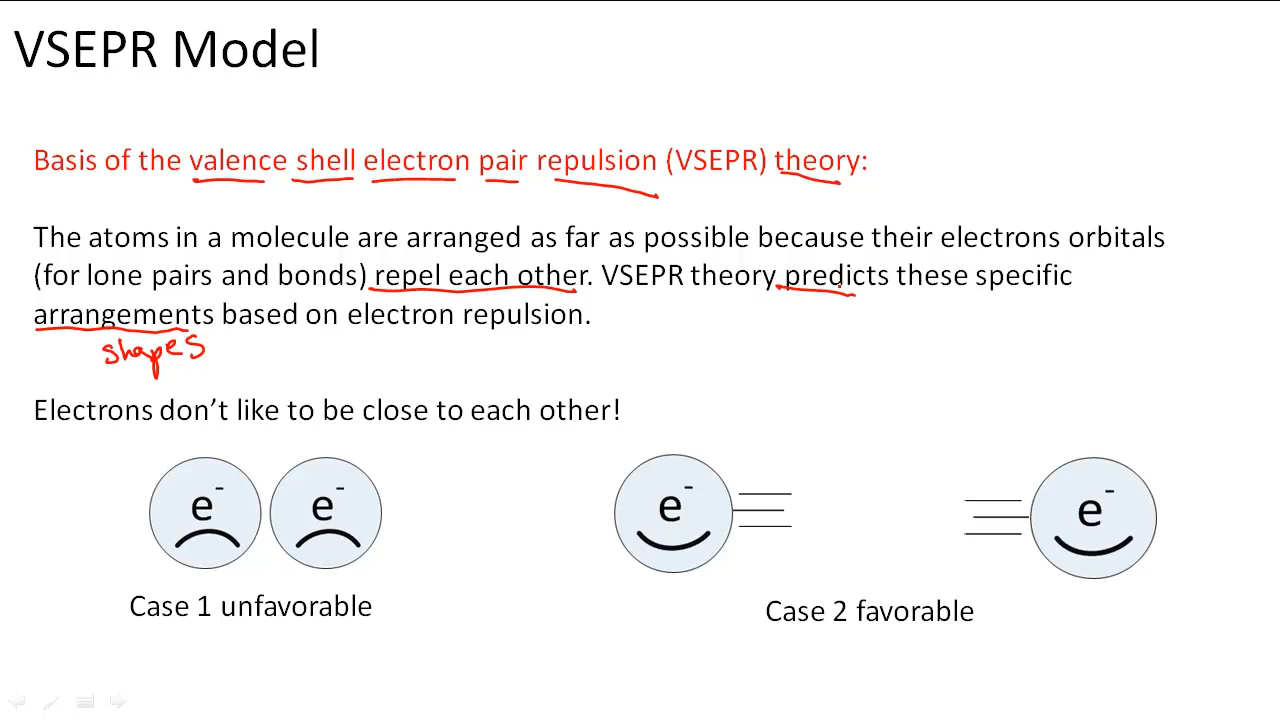 VSEPR Model
Basis of the valence shell electron pair repulsion (VSEPR) theory:
The atoms in a molecule are arranged as far as possible because their electrons orbitals
(for lone pairs and bonds) repel each other. VSEPR theory predicts these specific
arrangements based on electron repulsion.
shapes
Electrons don’t like to be close to each other!
e- e- e- e-
Case 1 unfavorable
Case 2 favorable